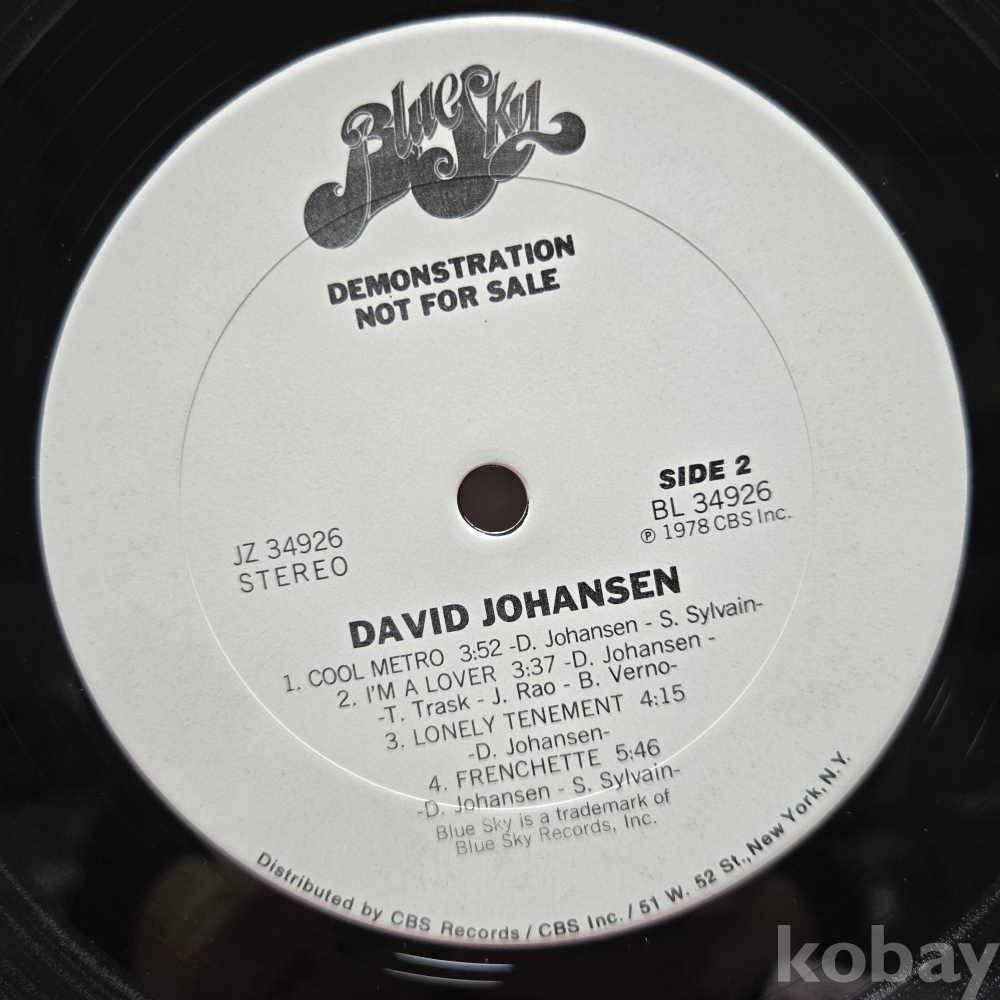 Blue Sky
DEMONSTRATION
NOT FOR SALE
SIDE 2
BL 34926
℗ 1978 CBS Inc.
JZ 34926
STEREO
DAVID JOHANSEN
1. COOL METRO 3:52 -D. Johansen - S. Sylvain-
2. I'M A LOVER 3:37 -D. Johansen -
-T. Trask - J. Rao - B. Verno-
3. LONELY TENEMENT 4:15
-D. Johansen-
4. FRENCHETTE 5:46
-D. Johansen - S. Sylvain-
Blue Sky is a trademark of
Blue Sky Records, Inc.
Distributed by CBS Records / CBS Inc. / 51 W. 52 St., New York, N.Y.
kobay